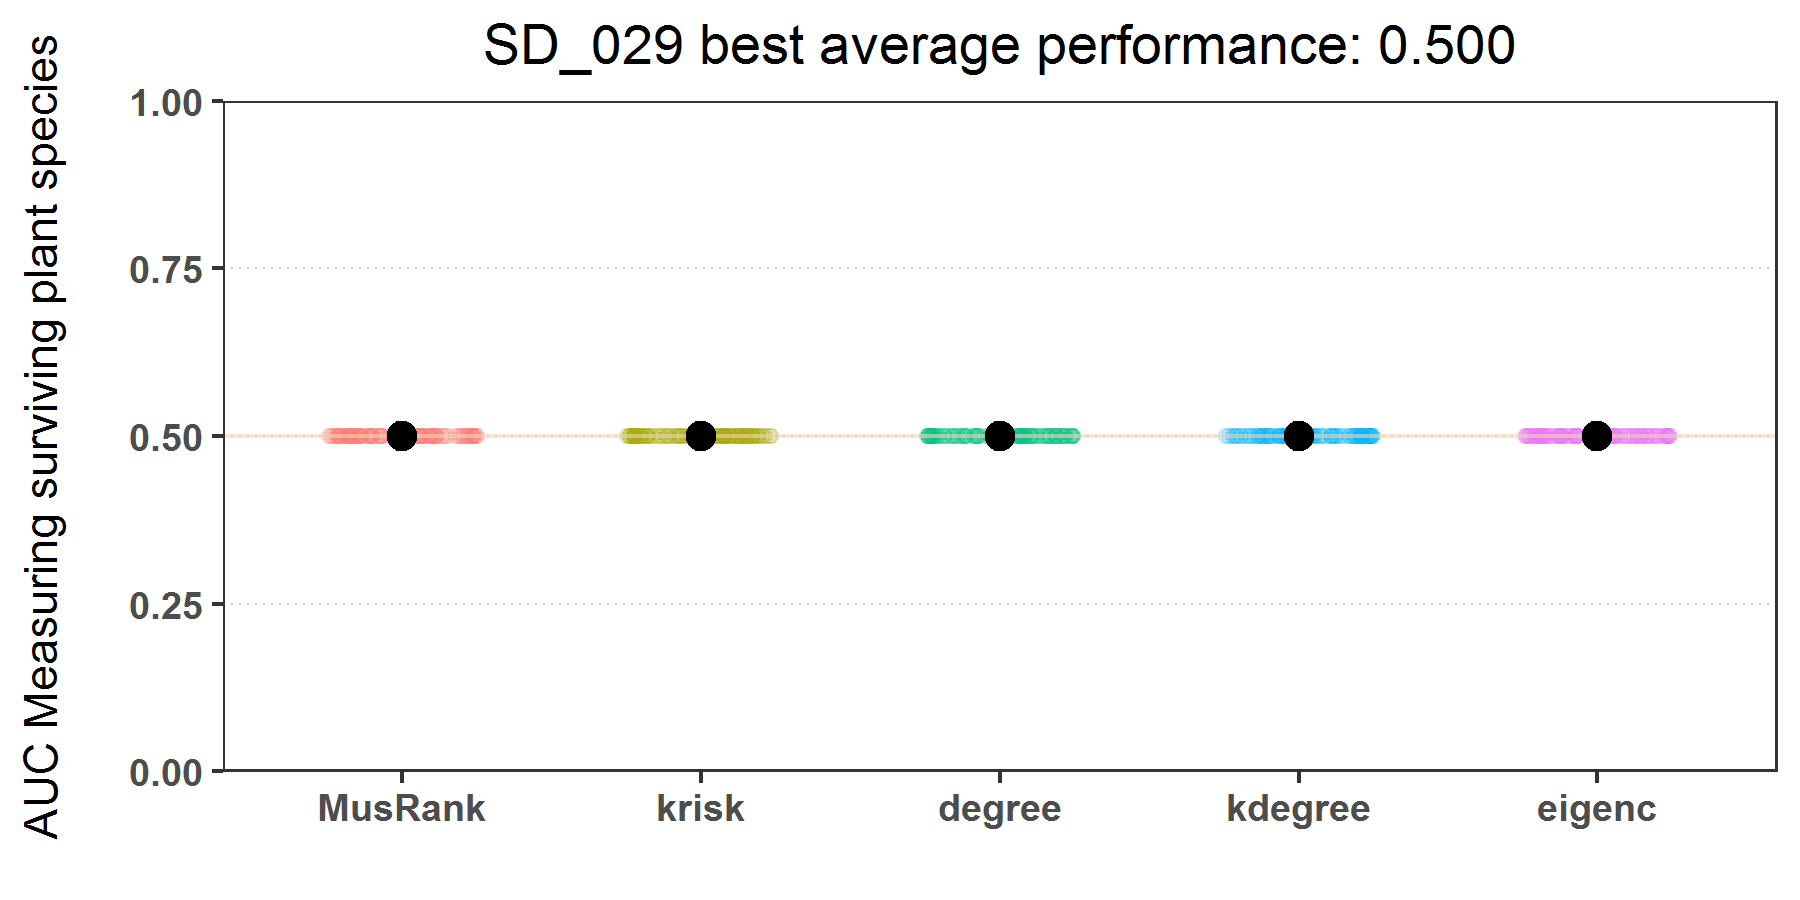 SD_029 best average performance: 0.500
AUC Measuring surviving plant species
1.00
0.75
0.50
0.25
0.00
MusRank krisk degree kdegree eigenc